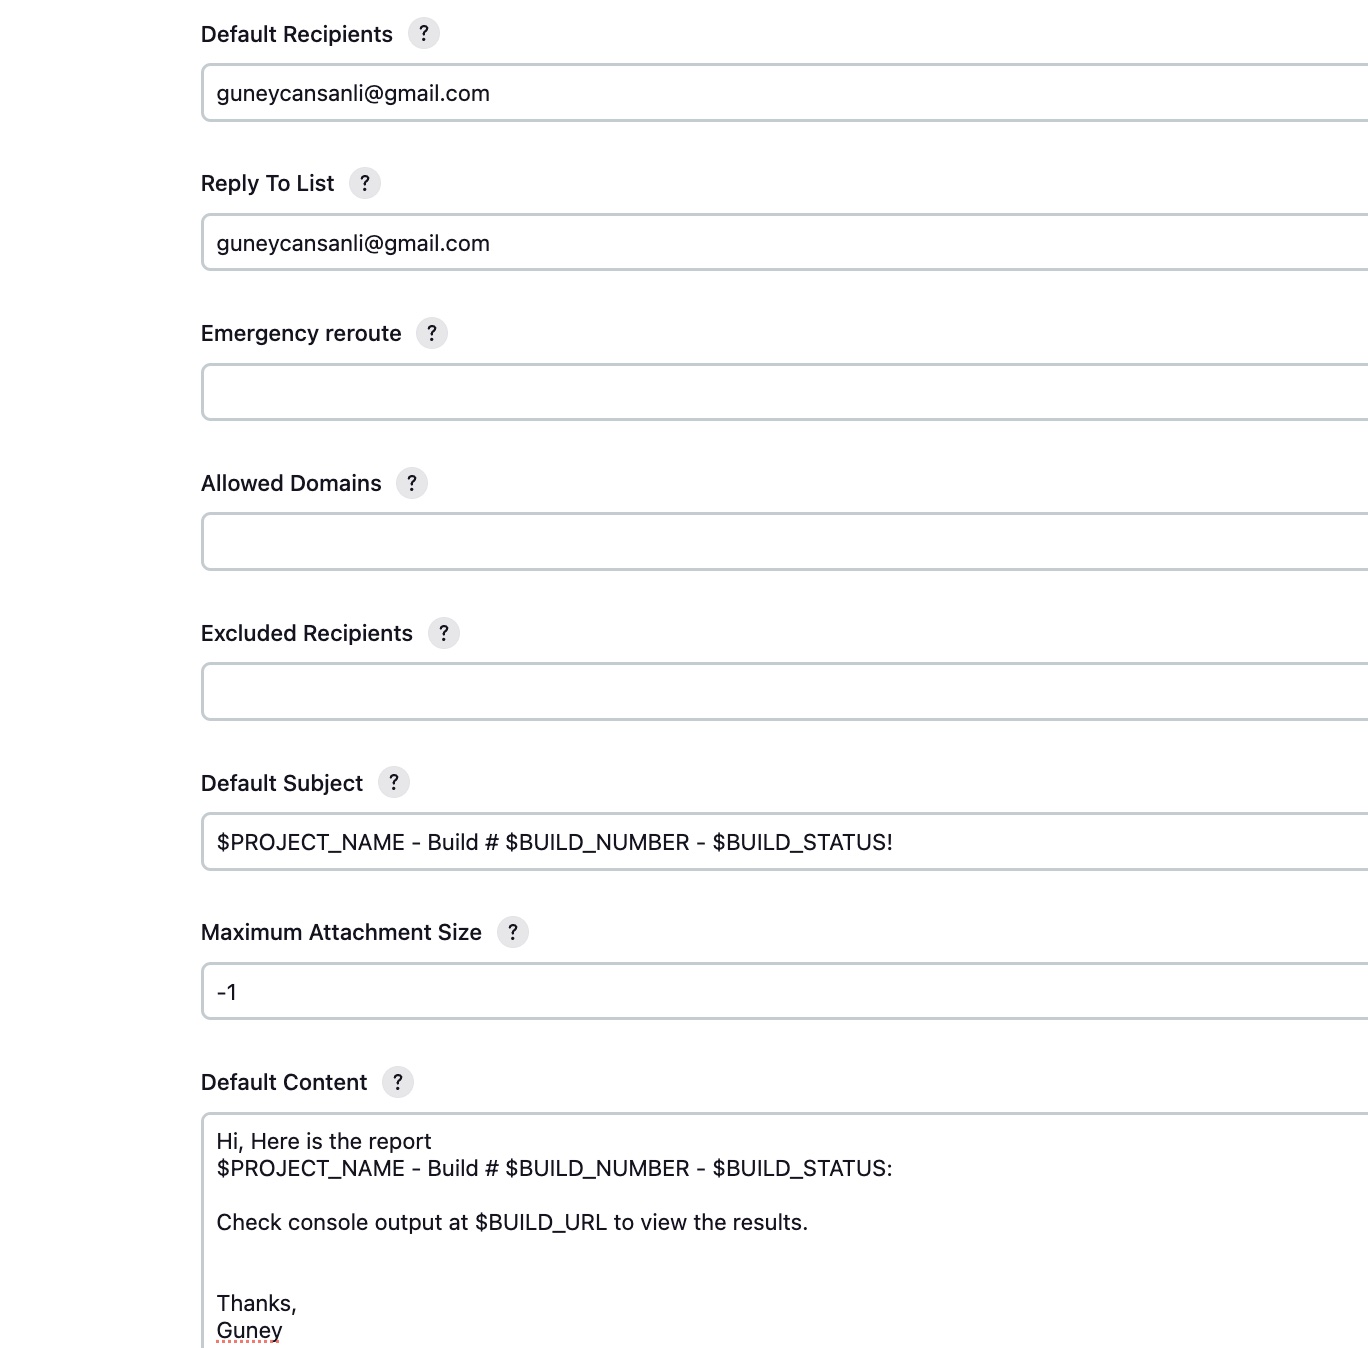 Default Recipients ?
guneycansanli@gmail.com
Reply To List ?
guneycansanli@gmail.com
Emergency reroute ?
Allowed Domains ?
Excluded Recipients ?
Default Subject ?
$PROJECT_NAME - Build # $BUILD_NUMBER - $BUILD_STATUS!
Maximum Attachment Size ?
-1
Default Content ?
Hi, Here is the report
$PROJECT_NAME - Build # $BUILD_NUMBER - $BUILD_STATUS:
Check console output at $BUILD_URL to view the results.
Thanks,
Guney